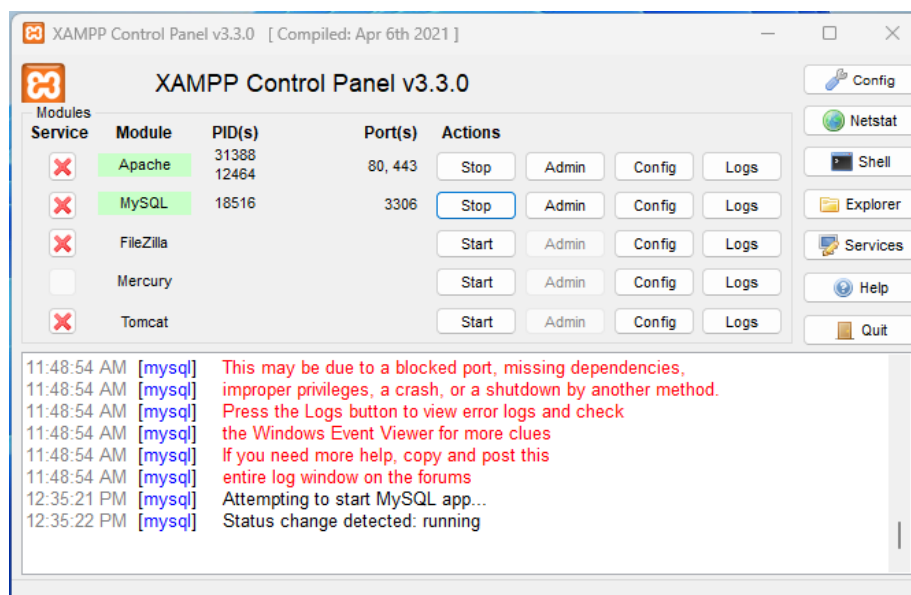 XAMPP Control Panel v3.3.0 [ Compiled: Apr 6th 2021 ]
XAMPP Control Panel v3.3.0
Config
Modules
Service Module PID(s) Port(s) Actions
Netstat
Apache 31388 12464 80, 443 Stop Admin Config Logs
Shell
MySQL 18516 3306 Stop Admin Config Logs
Explorer
FileZilla Start Admin Config Logs
Services
Mercury Start Admin Config Logs
Help
Tomcat Start Admin Config Logs
Quit
11:48:54 AM [mysql] This may be due to a blocked port, missing dependencies,
11:48:54 AM [mysql] improper privileges, a crash, or a shutdown by another method.
11:48:54 AM [mysql] Press the Logs button to view error logs and check
11:48:54 AM [mysql] the Windows Event Viewer for more clues
11:48:54 AM [mysql] If you need more help, copy and post this
11:48:54 AM [mysql] entire log window on the forums
12:35:21 PM [mysql] Attempting to start MySQL app...
12:35:22 PM [mysql] Status change detected: running